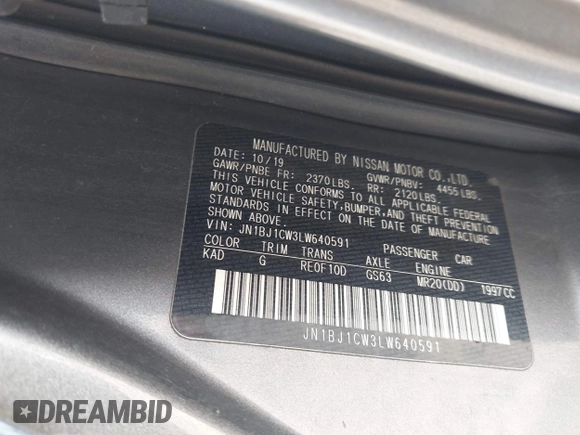 MANUFACTURED BY NISSAN MOTOR CO.,LTD.
DATE: 10/19 GVWR/PNBV: 4455LBS.
GAWR/PNBE FR: 2370LBS. RR: 2120LBS.
THIS VEHICLE CONFORMS TO ALL APPLICABLE FEDERAL
MOTOR VEHICLE SAFETY,BUMPER,AND THEFT PREVENTION
STANDARDS IN EFFECT ON THE DATE OF MANUFACTURE
SHOWN ABOVE.
VIN: JN1BJ1CW3LW640591 PASSENGER CAR
COLOR TRIM TRANS AXLE ENGINE
KAD G RE0F10D GS63 MR20(DD) 1997CC
JN1BJ1CW3LW640591
DREAMBID